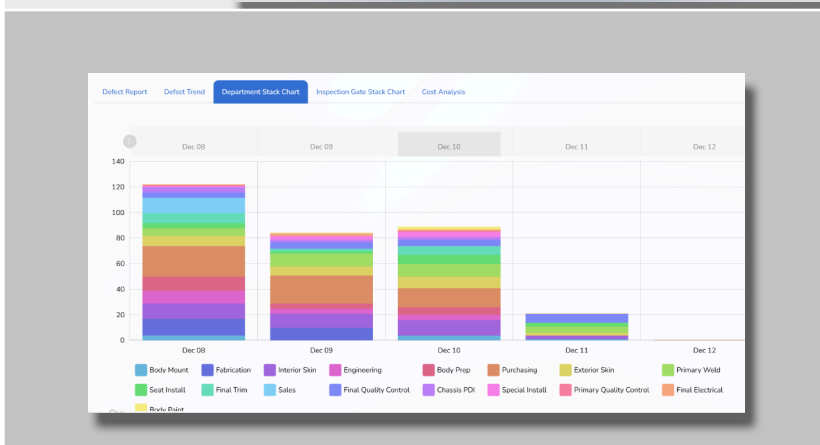 Defect Report Defect Trend Department Stack Chart Inspection Gate Stack Chart Cost Analysis
Dec 08 Dec 09 Dec 10 Dec 11 Dec 12
140
120
100
80
60
40
20
0
Dec 08 Dec 09 Dec 10 Dec 11 Dec 12
Body Mount Fabrication Interior Skin Engineering Body Prep Purchasing Exterior Skin Primary Weld
Seat Install Final Trim Sales Final Quality Control Chassis PDI Special Install Primary Quality Control Final Electrical
Body Paint